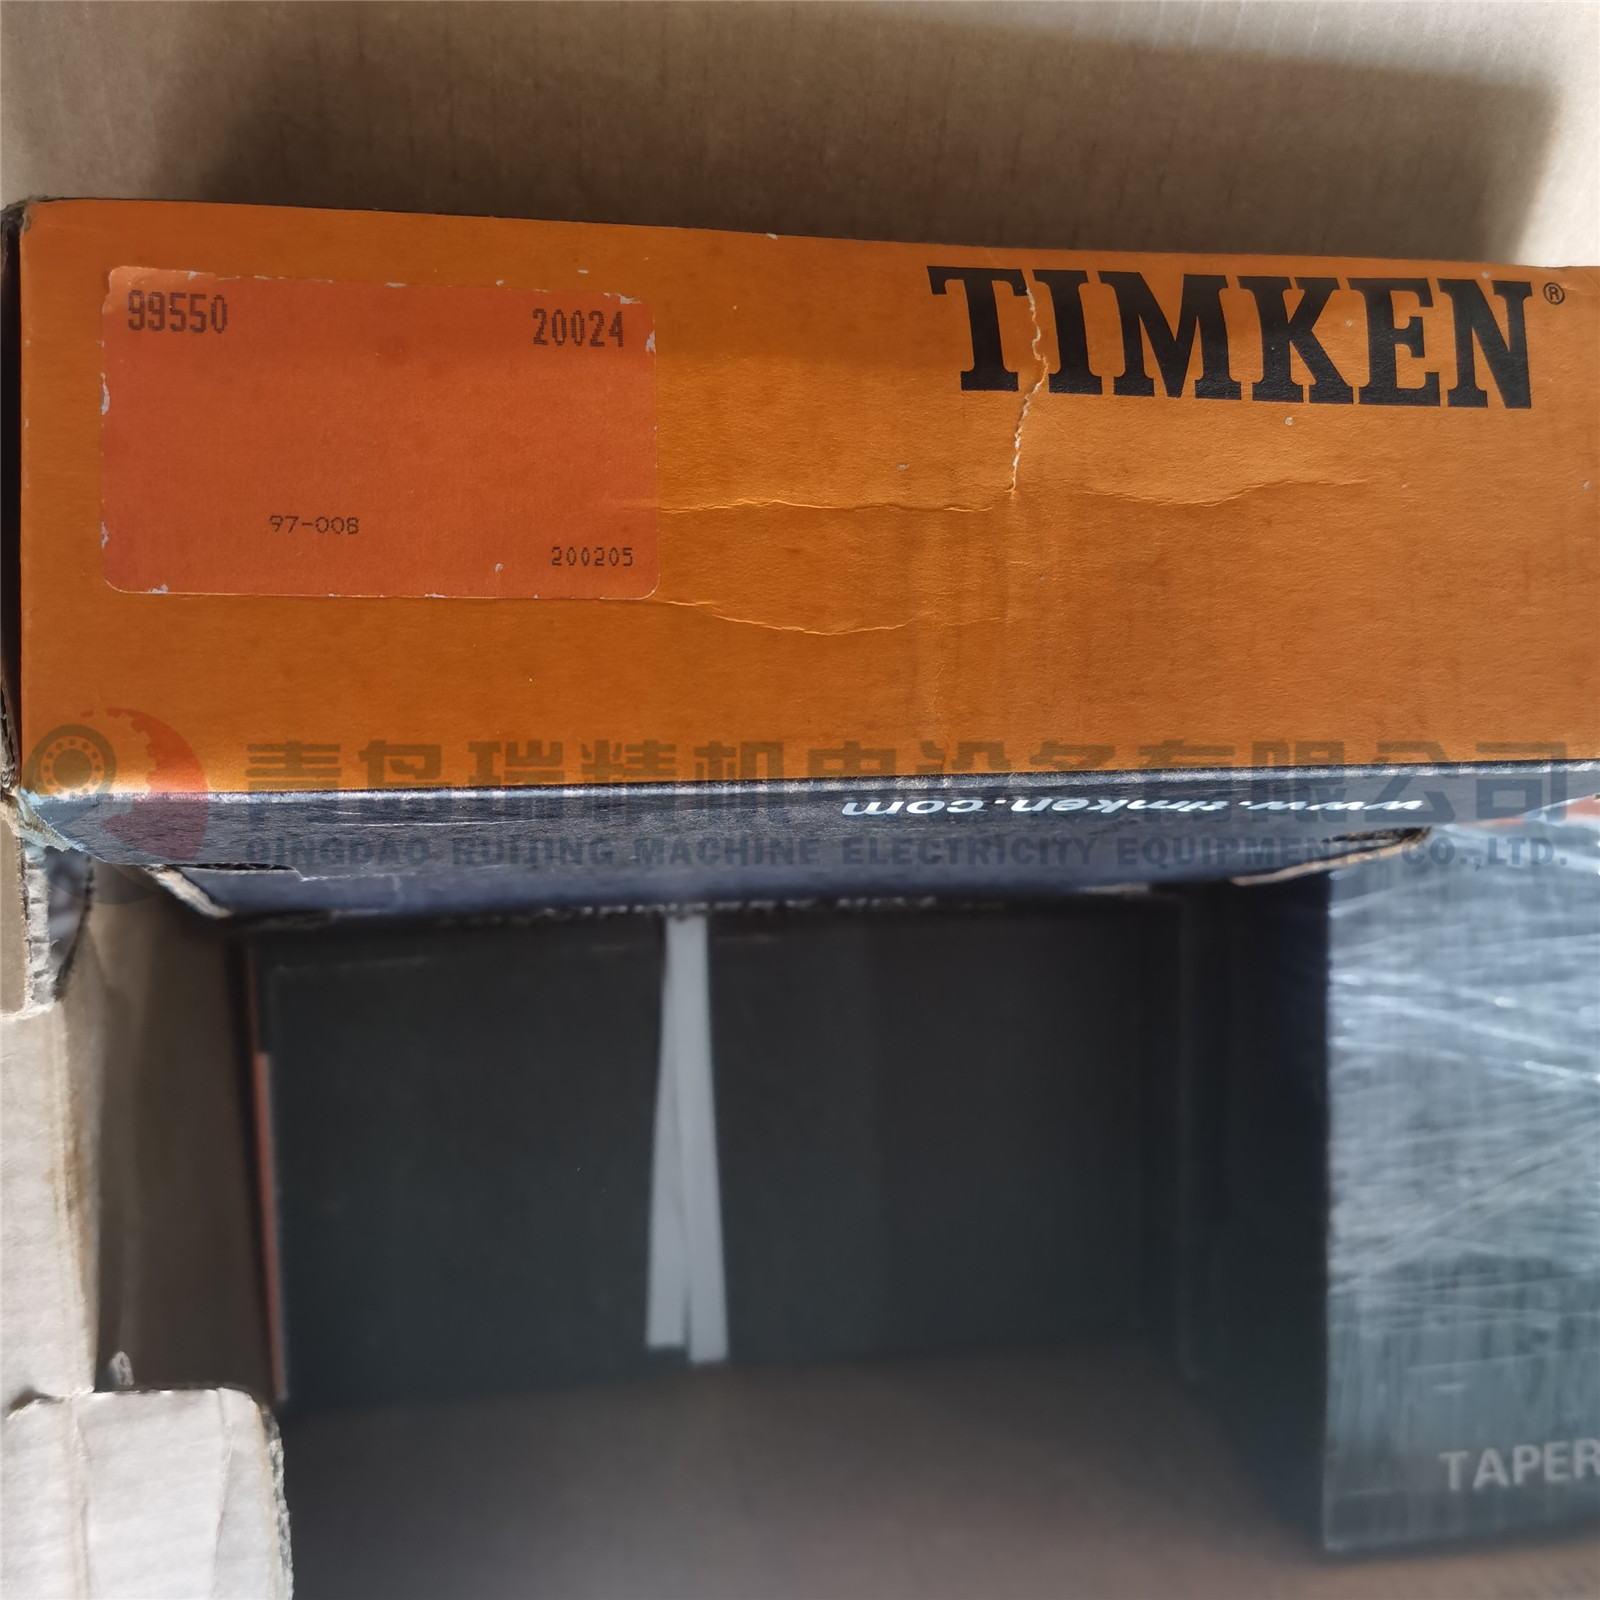 99550 20024
TIMKEN®
97-008
200205
青岛瑞精机电设备有限公司
www.timken.com
QINGDAO RUIJING MACHINE ELECTRICITY EQUIPMENTS CO.,LTD.
TAPER